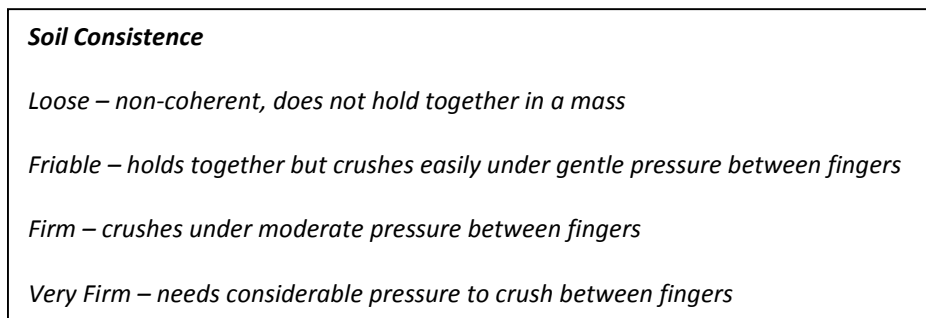 Soil Consistence
Loose – non-coherent, does not hold together in a mass
Friable – holds together but crushes easily under gentle pressure between fingers
Firm – crushes under moderate pressure between fingers
Very Firm – needs considerable pressure to crush between fingers